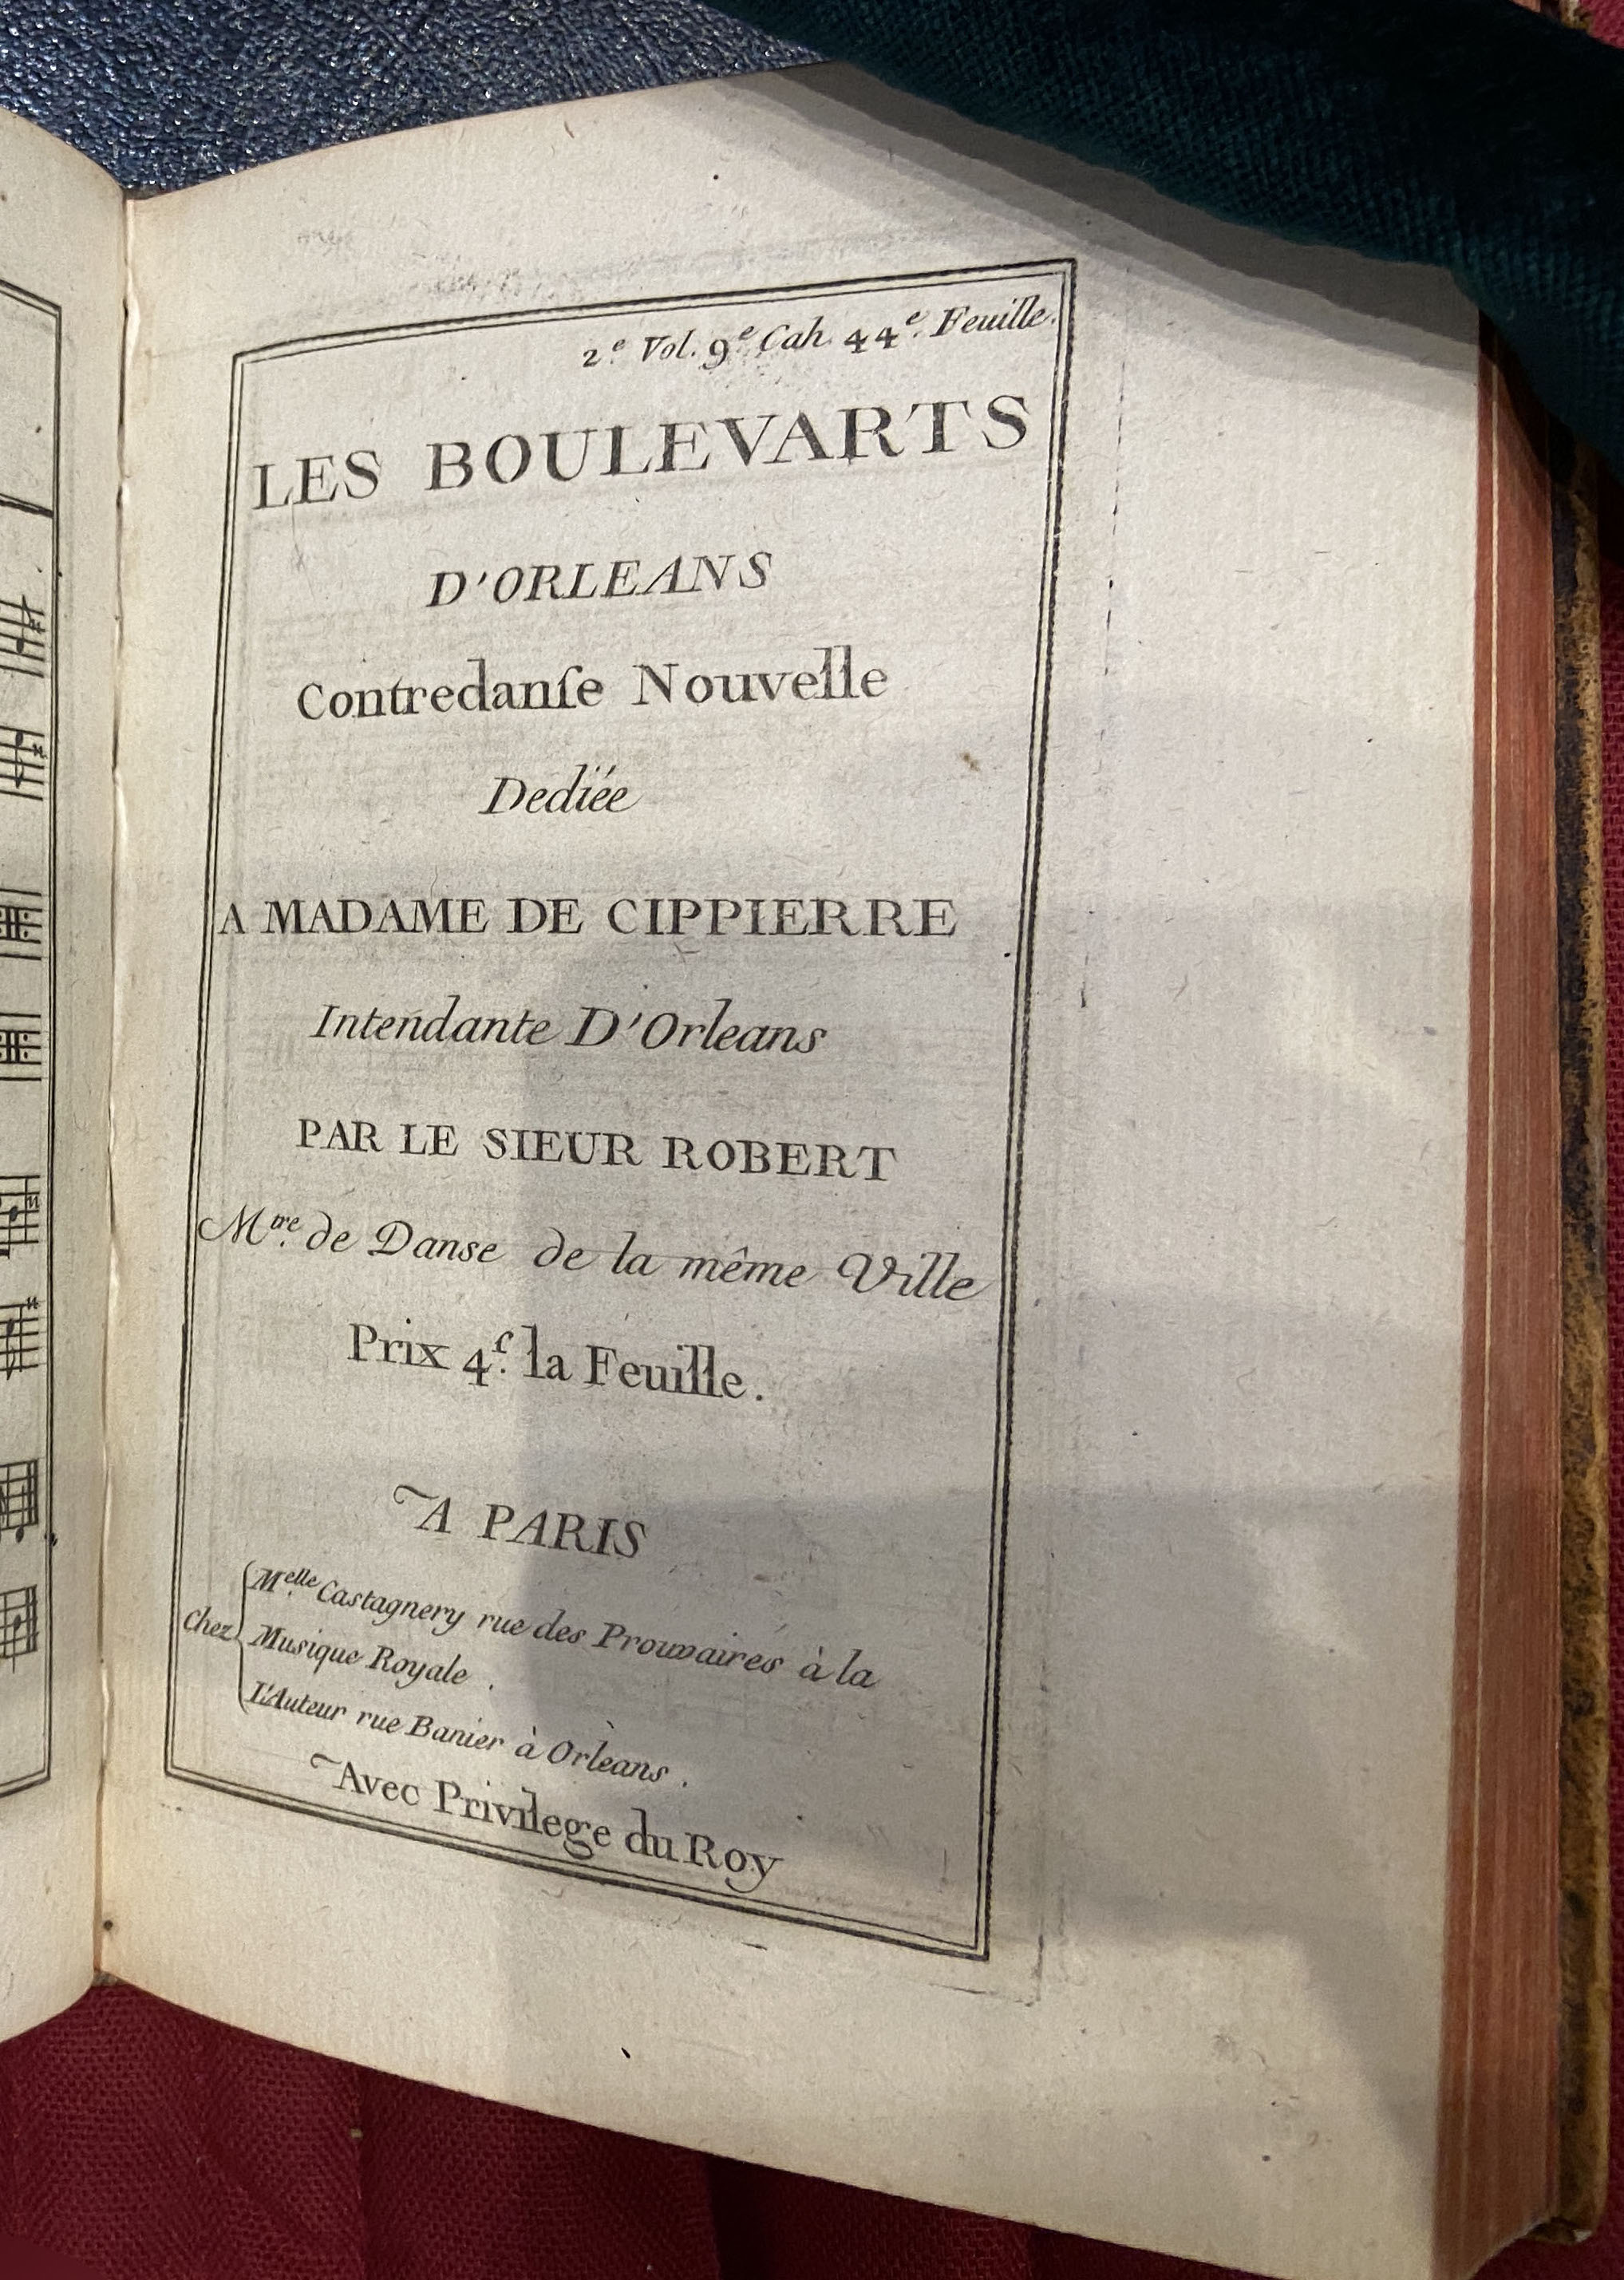 2.e Vol. 9.e Cah. 44.e Feuille.
LES BOULEVARTS
D'ORLEANS
Contredanſe Nouvelle
Dediée
A MADAME DE CIPPIERRE
Intendante D'Orleans
PAR LE SIEUR ROBERT
M.tre de Danse de la même Ville
Prix 4.ſ la Feuille.
A PARIS
Chez
M.elle Castagnery rue des Prouvaires à la
Musique Royale.
L'Auteur rue Banier à Orleans.
Avec Privilege du Roy